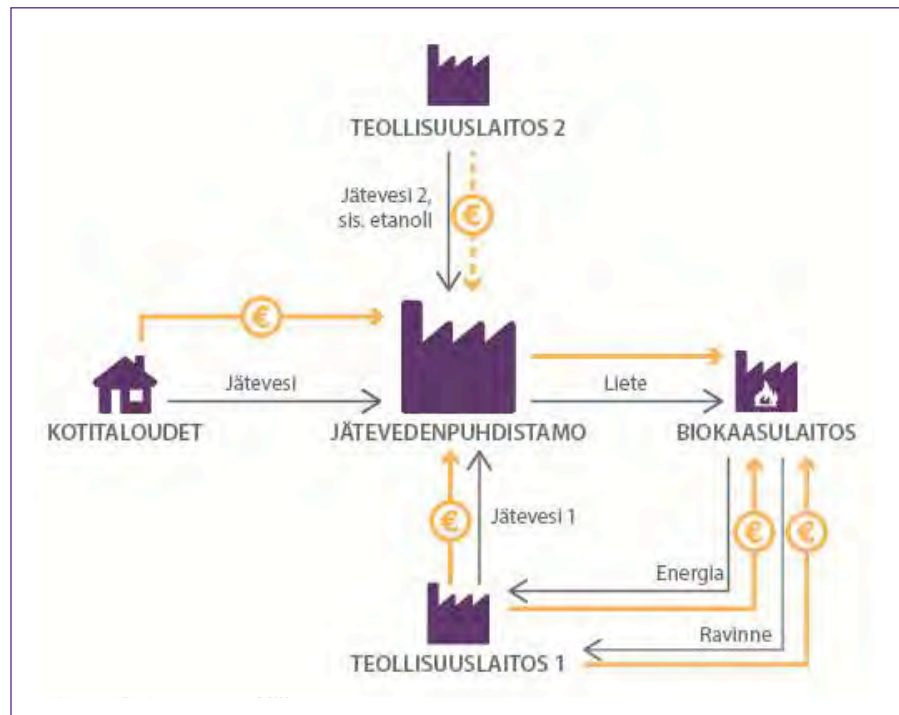 TEOLLISUUSLAITOS 2
Jätevesi 2,
sis. etanoli
€
€
Jätevesi
Liete
KOTITALOUDET
JÄTEVEDENPUHDISTAMO
BIOKAASULAITOS
€
Jätevesi 1
€
€
Energia
Ravinne
TEOLLISUUSLAITOS 1